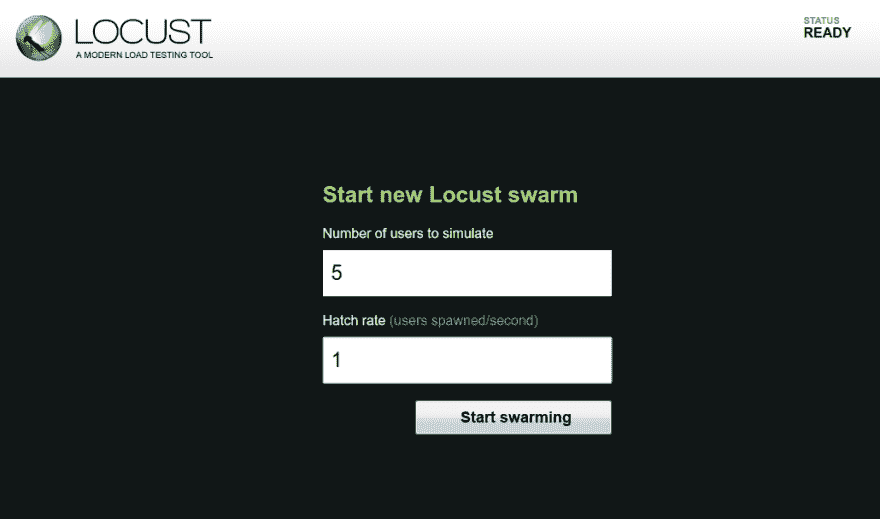 LOCUST
A MODERN LOAD TESTING TOOL
STATUS
READY
Start new Locust swarm
Number of users to simulate
5
Hatch rate (users spawned/second)
1
Start swarming